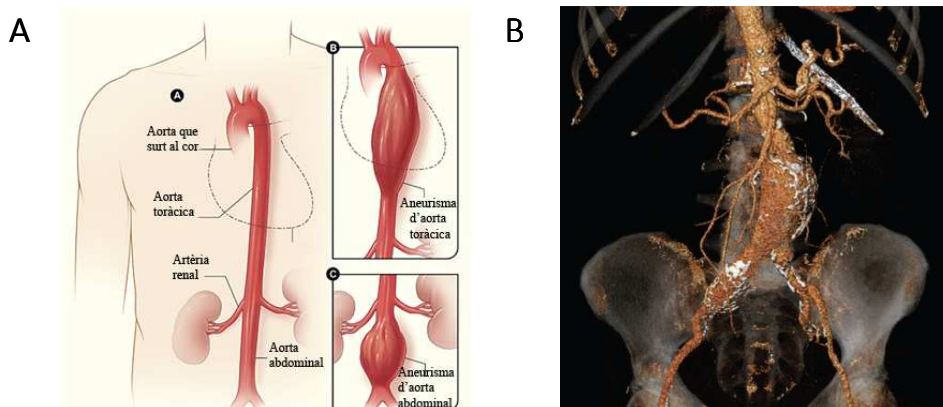 A
B
A
B
Aorta que
surt al cor
Aorta
toràcica
Aneurisma
d’aorta
toràcica
Artèria
renal
C
Aorta
abdominal
Aneurisma
d’aorta
abdominal